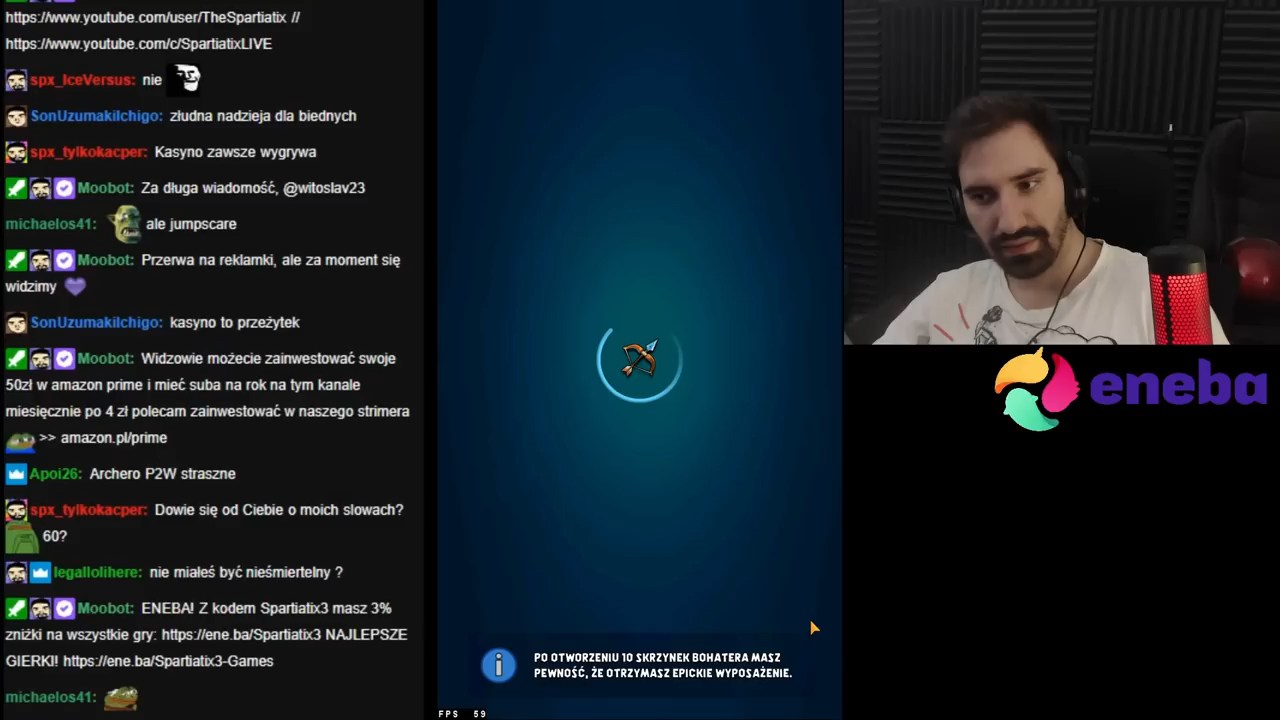 https://www.youtube.com/user/TheSpartiatix //
https://www.youtube.com/c/SpartiatixLIVE
spx_IceVersus: nie
SonUzumakiIchigo: złudna nadzieja dla biednych
spx_tylkokacper: Kasyno zawsze wygrywa
Moobot: Za długa wiadomość, @witoslav23
michaelos41: ale jumpscare
Moobot: Przerwa na reklamki, ale za moment się
widzimy
SonUzumakiIchigo: kasyno to przeżytek
Moobot: Widzowie możecie zainwestować swoje
50zł w amazon prime i mieć suba na rok na tym kanale
miesięcznie po 4 zł polecam zainwestować w naszego strimera
>> amazon.pl/prime
Apoi26: Archero P2W straszne
spx_tylkokacper: Dowie się od Ciebie o moich slowach?
60?
legallolihere: nie miałeś być nieśmiertelny ?
Moobot: ENEBA! Z kodem Spartiatix3 masz 3%
zniżki na wszystkie gry: https://ene.ba/Spartiatix3 NAJLEPSZE
GIERKI! https://ene.ba/Spartiatix3-Games
michaelos41:
PO OTWORZENIU 10 SKRZYNEK BOHATERA MASZ
PEWNOŚĆ, ŻE OTRZYMASZ EPICKIE WYPOSAŻENIE.
FPS 59
eneba